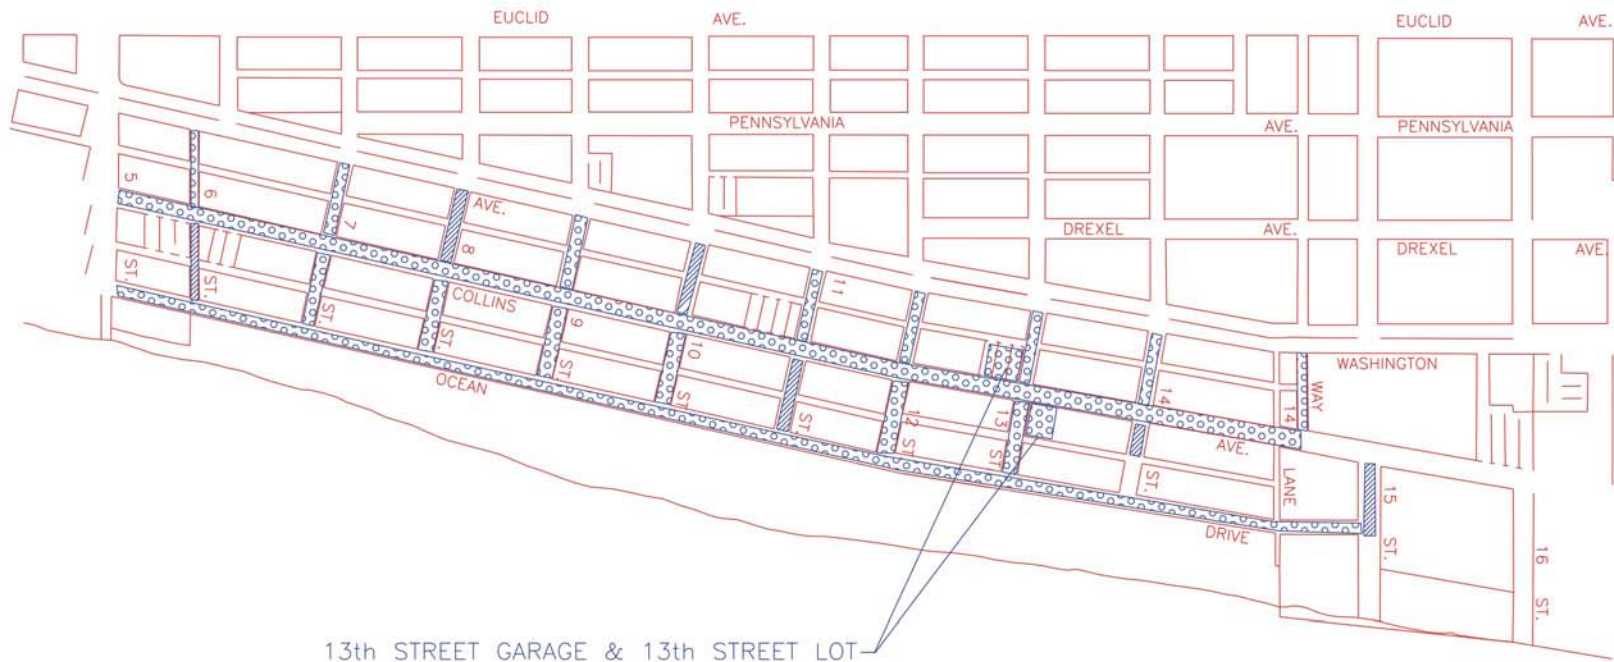 EUCLID AVE. EUCLID AVE.
PENNSYLVANIA AVE. PENNSYLVANIA
DREXEL AVE. DREXEL AVE.
5 6 7 AVE. 8 9 10 11 12 13 14 14 WAY WASHINGTON
COLLINS AVE.
ST. ST. ST. ST. ST. ST. ST. ST. ST ST. LANE 15 ST. 16 ST.
OCEAN DRIVE
13th STREET GARAGE & 13th STREET LOT